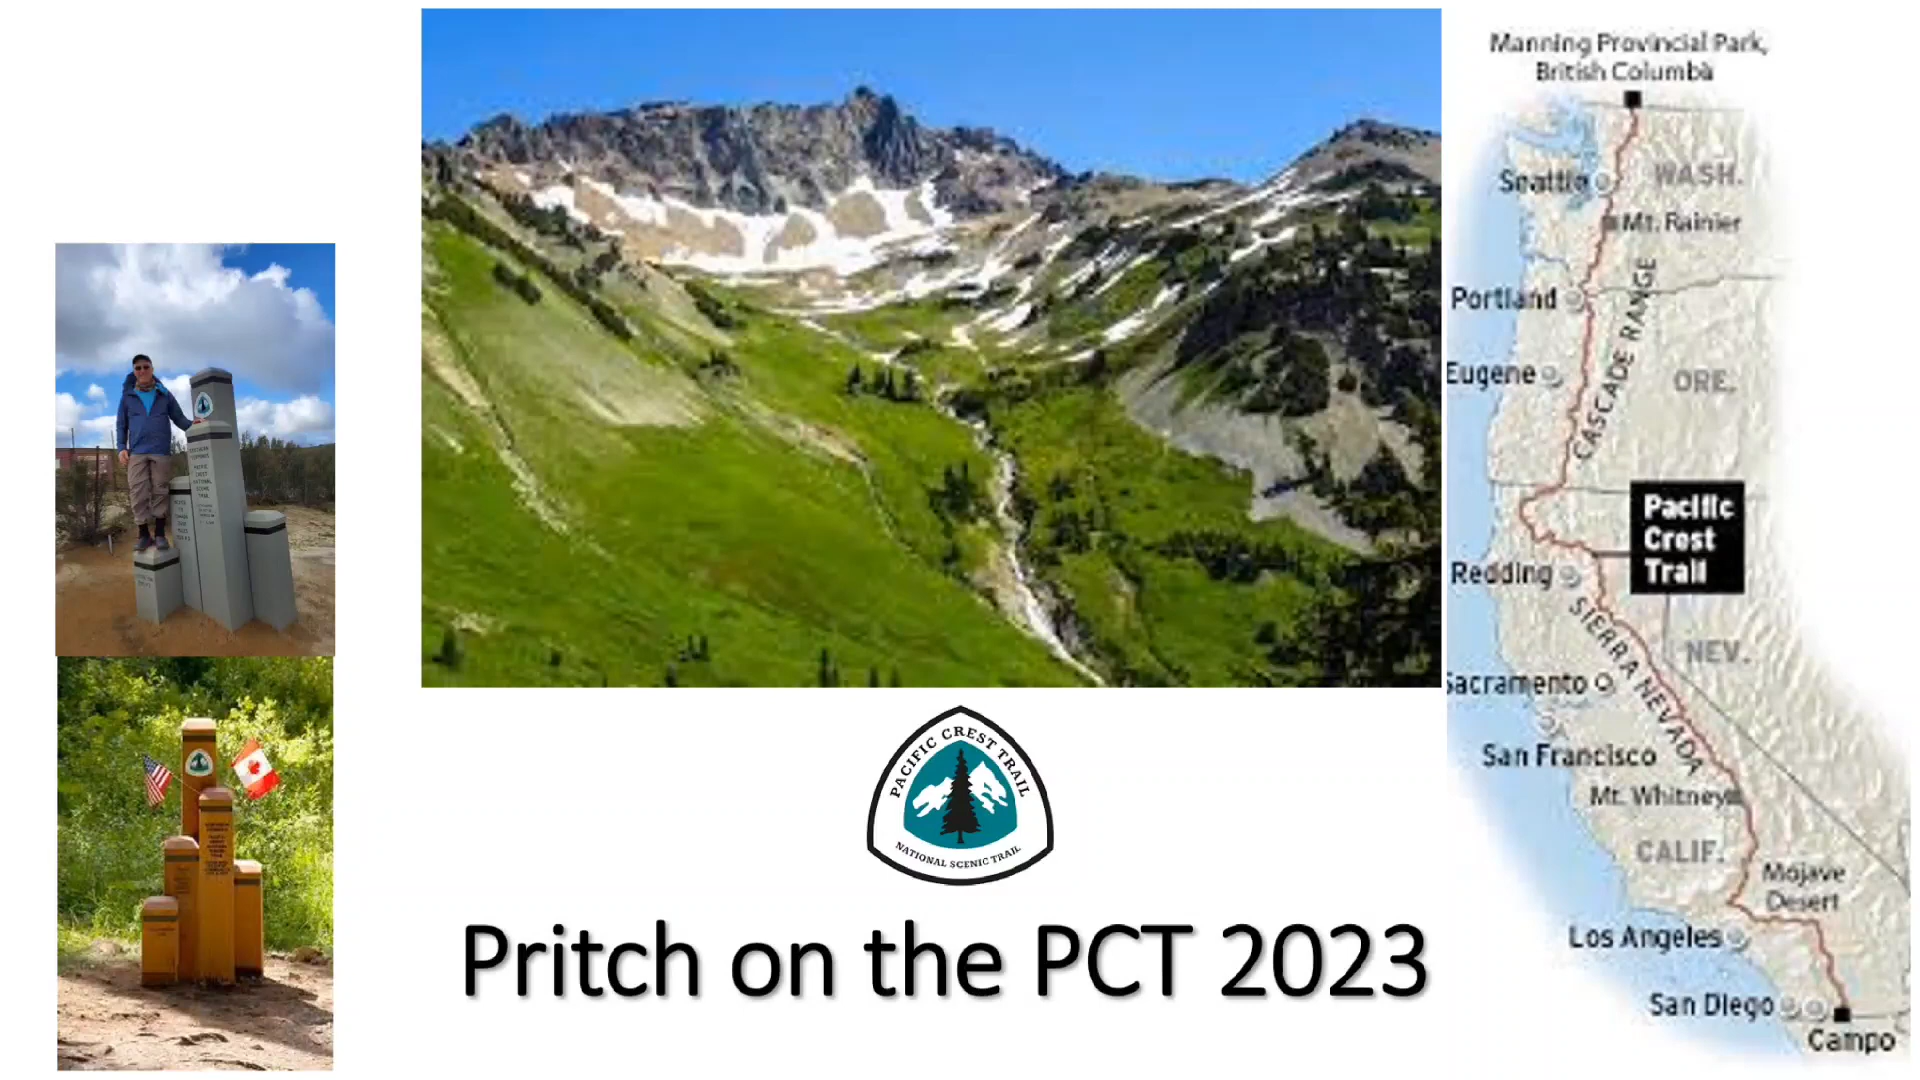 Manning Provincial Park,
British Columbà
Seattle
WASH.
Mt. Rainier
Portland
CASCADE RANGE
Eugene
ORE.
Pacific
Crest
Trail
Redding
SIERRA NEVADA
NEV.
Sacramento
San Francisco
Mt. Whitney
CALIF.
Mojave
Desert
Los Angeles
San Diego
Campo
PACIFIC CREST TRAIL
NATIONAL SCENIC TRAIL
Pritch on the PCT 2023